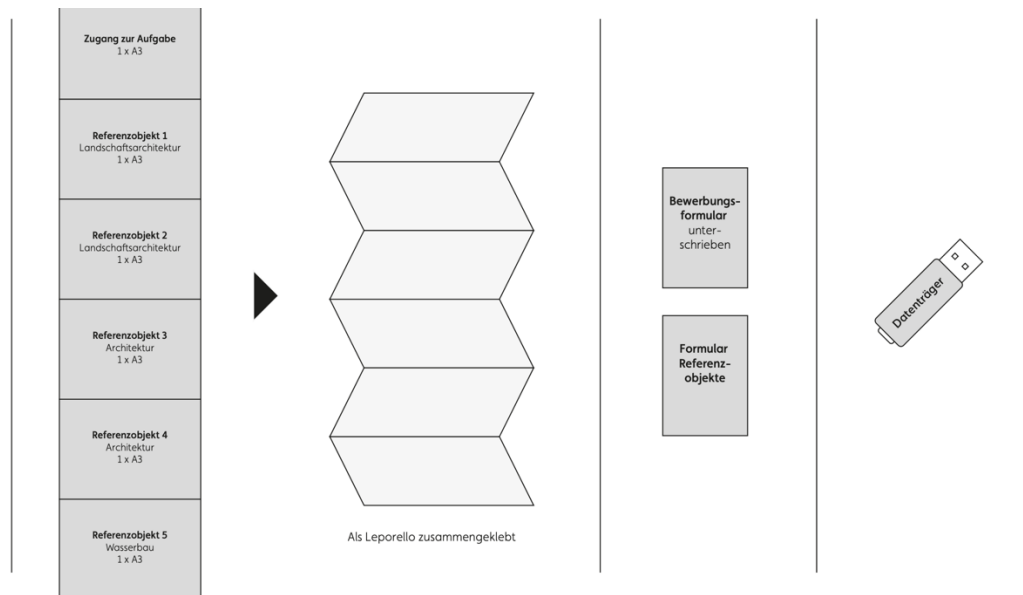 Zugang zur Aufgabe
1 x A3
Referenzobjekt 1
Landschaftsarchitektur
1 x A3
Referenzobjekt 2
Landschaftsarchitektur
1 x A3
Referenzobjekt 3
Architektur
1 x A3
Referenzobjekt 4
Architektur
1 x A3
Referenzobjekt 5
Wasserbau
1 x A3
Als Leporello zusammengeklebt
Bewerbungs-
formular
unter-
schrieben
Formular
Referenz-
objekte
Datenträger